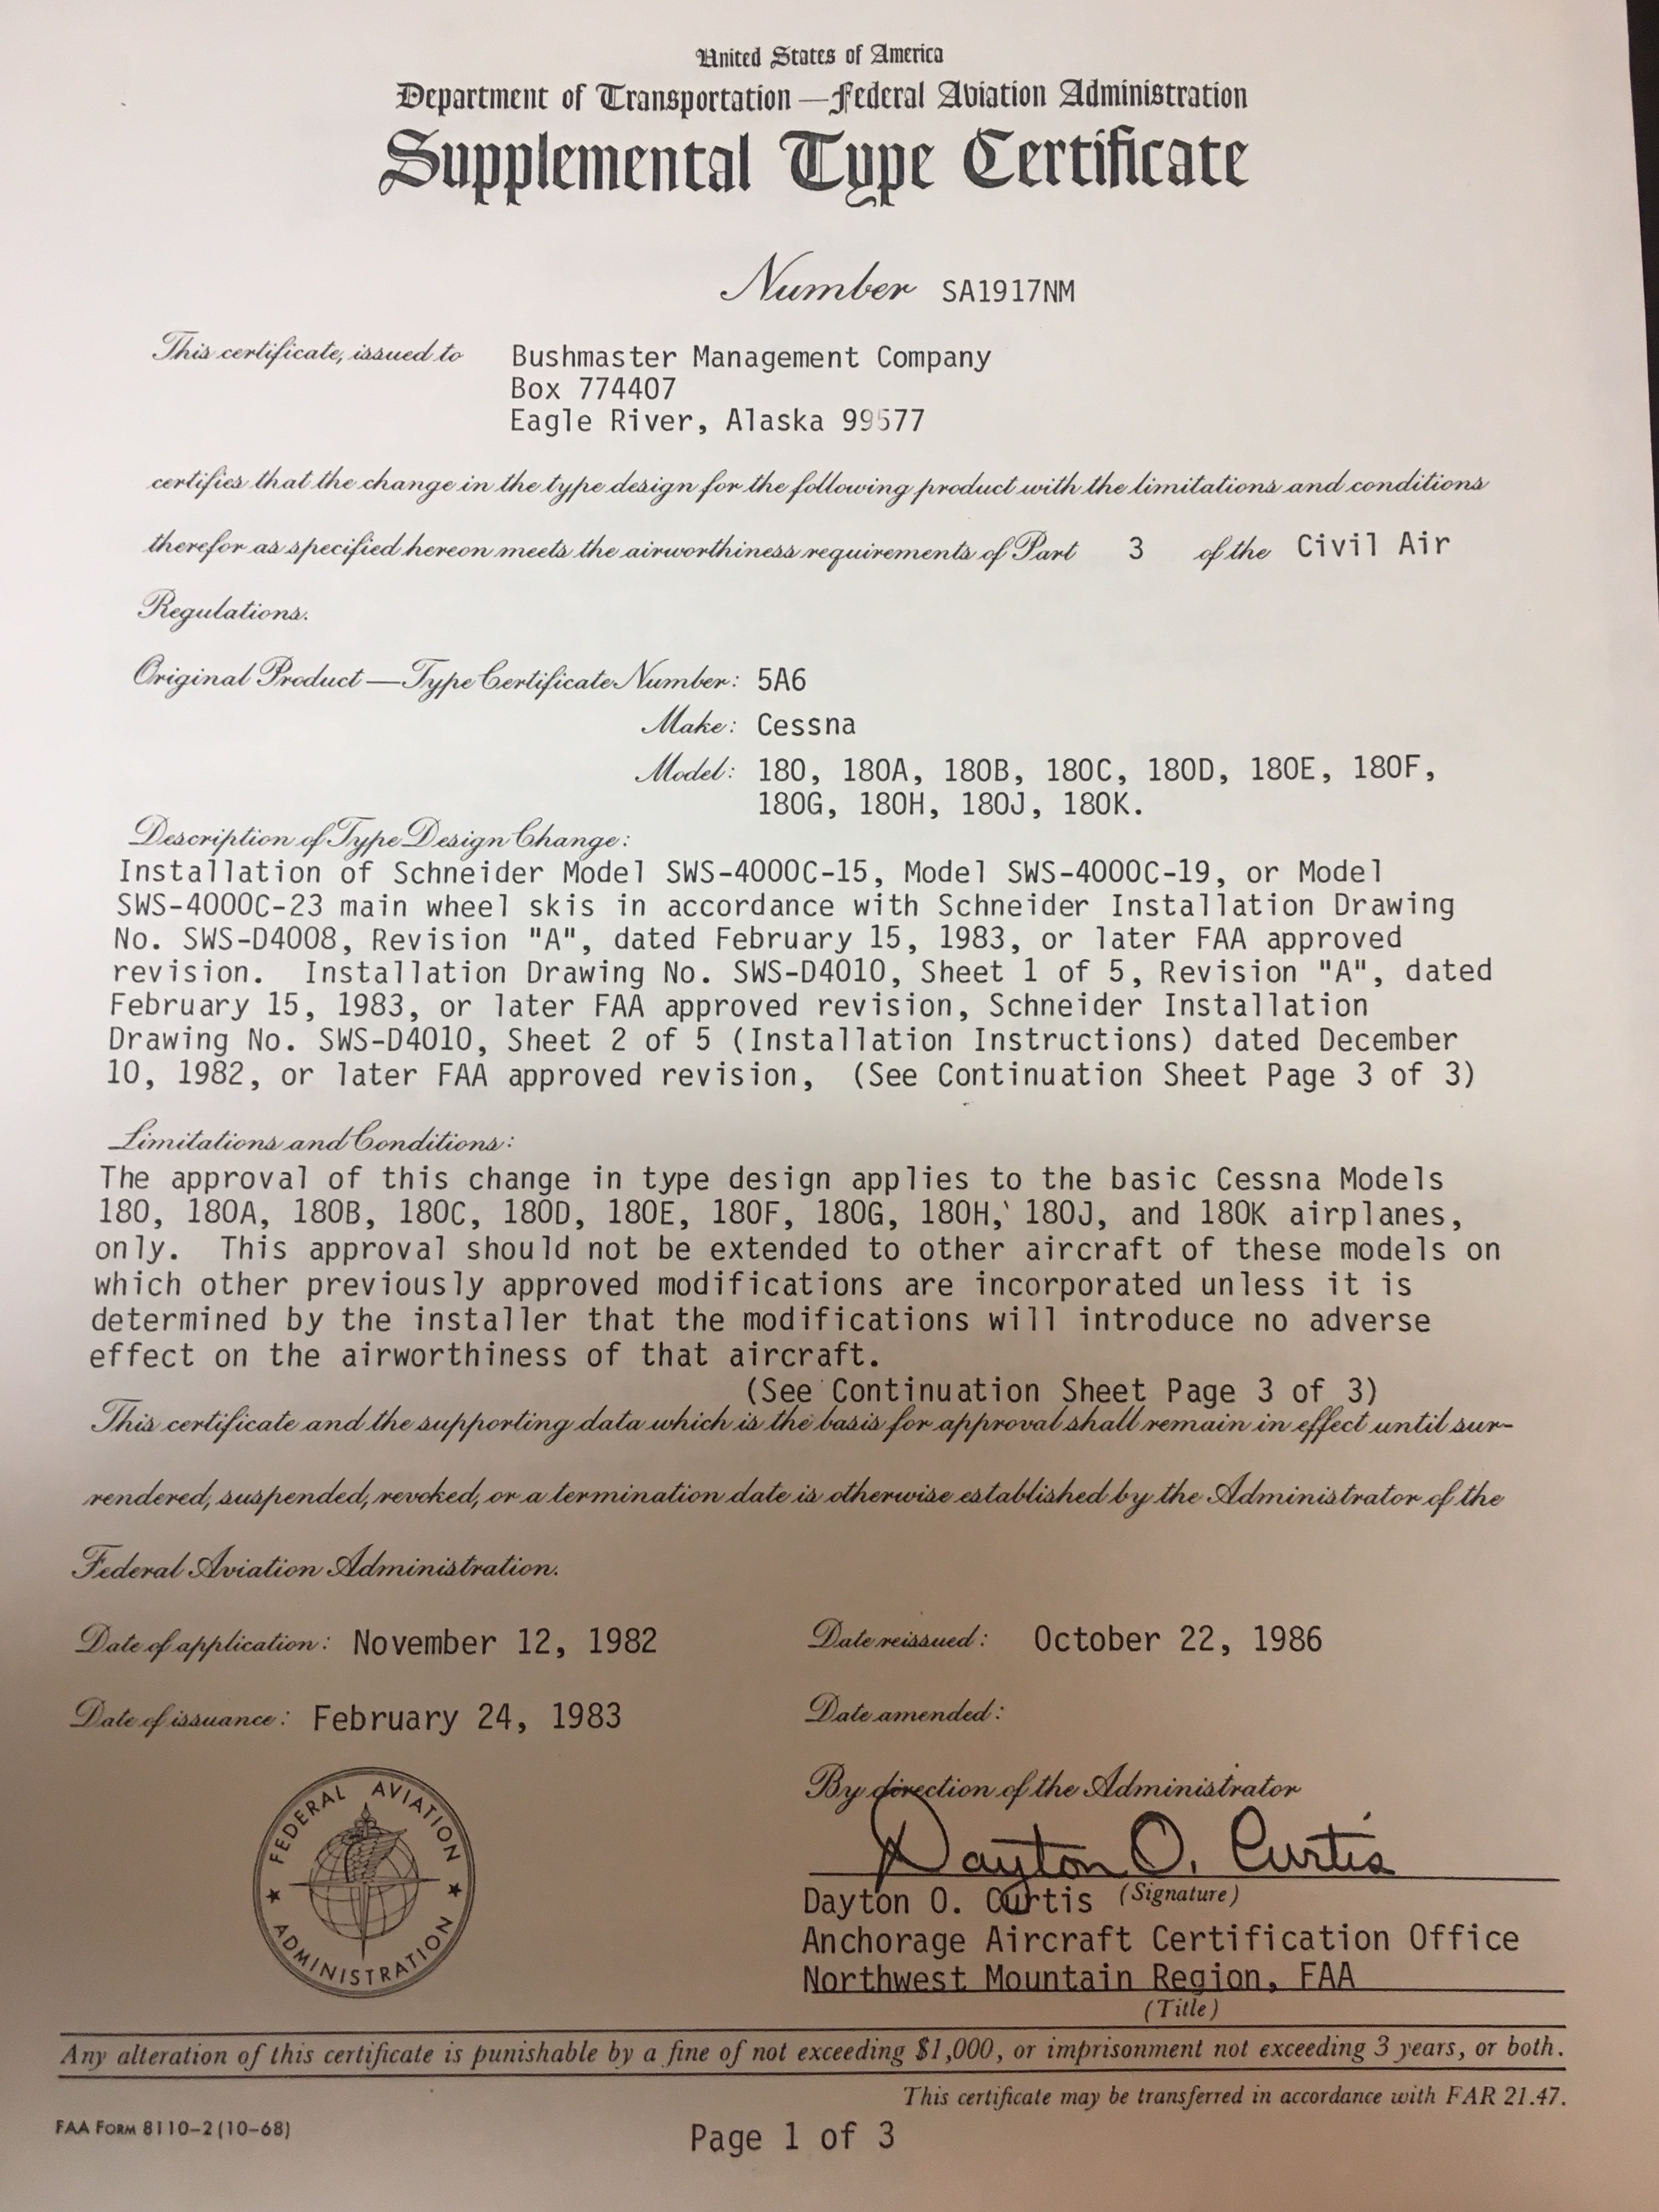 United States of America
Department of Transportation — Federal Aviation Administration
Supplemental Type Certificate
Number SA1917NM
This certificate, issued to Bushmaster Management Company
Box 774407
Eagle River, Alaska 99577
certifies that the change in the type design for the following product with the limitations and conditions
therefor as specified hereon meets the airworthiness requirements of Part 3 of the Civil Air
Regulations.
Original Product — Type Certificate Number: 5A6
Make: Cessna
Model: 180, 180A, 180B, 180C, 180D, 180E, 180F,
180G, 180H, 180J, 180K.
Description of Type Design Change:
Installation of Schneider Model SWS-4000C-15, Model SWS-4000C-19, or Model
SWS-4000C-23 main wheel skis in accordance with Schneider Installation Drawing
No. SWS-D4008, Revision "A", dated February 15, 1983, or later FAA approved
revision. Installation Drawing No. SWS-D4010, Sheet 1 of 5, Revision "A", dated
February 15, 1983, or later FAA approved revision, Schneider Installation
Drawing No. SWS-D4010, Sheet 2 of 5 (Installation Instructions) dated December
10, 1982, or later FAA approved revision, (See Continuation Sheet Page 3 of 3)
Limitations and Conditions:
The approval of this change in type design applies to the basic Cessna Models
180, 180A, 180B, 180C, 180D, 180E, 180F, 180G, 180H, 180J, and 180K airplanes,
only. This approval should not be extended to other aircraft of these models on
which other previously approved modifications are incorporated unless it is
determined by the installer that the modifications will introduce no adverse
effect on the airworthiness of that aircraft.
(See Continuation Sheet Page 3 of 3)
This certificate and the supporting data which is the basis for approval shall remain in effect until sur-
rendered, suspended, revoked, or a termination date is otherwise established by the Administrator of the
Federal Aviation Administration.
Date of application: November 12, 1982 Date reissued: October 22, 1986
Date of issuance: February 24, 1983 Date amended:
By direction of the Administrator
FEDERAL AVIATION ADMINISTRATION
Dayton O. Curtis
Dayton O. Curtis (Signature)
Anchorage Aircraft Certification Office
Northwest Mountain Region, FAA
(Title)
Any alteration of this certificate is punishable by a fine of not exceeding $1,000, or imprisonment not exceeding 3 years, or both.
This certificate may be transferred in accordance with FAR 21.47.
FAA FORM 8110-2 (10-68)
Page 1 of 3